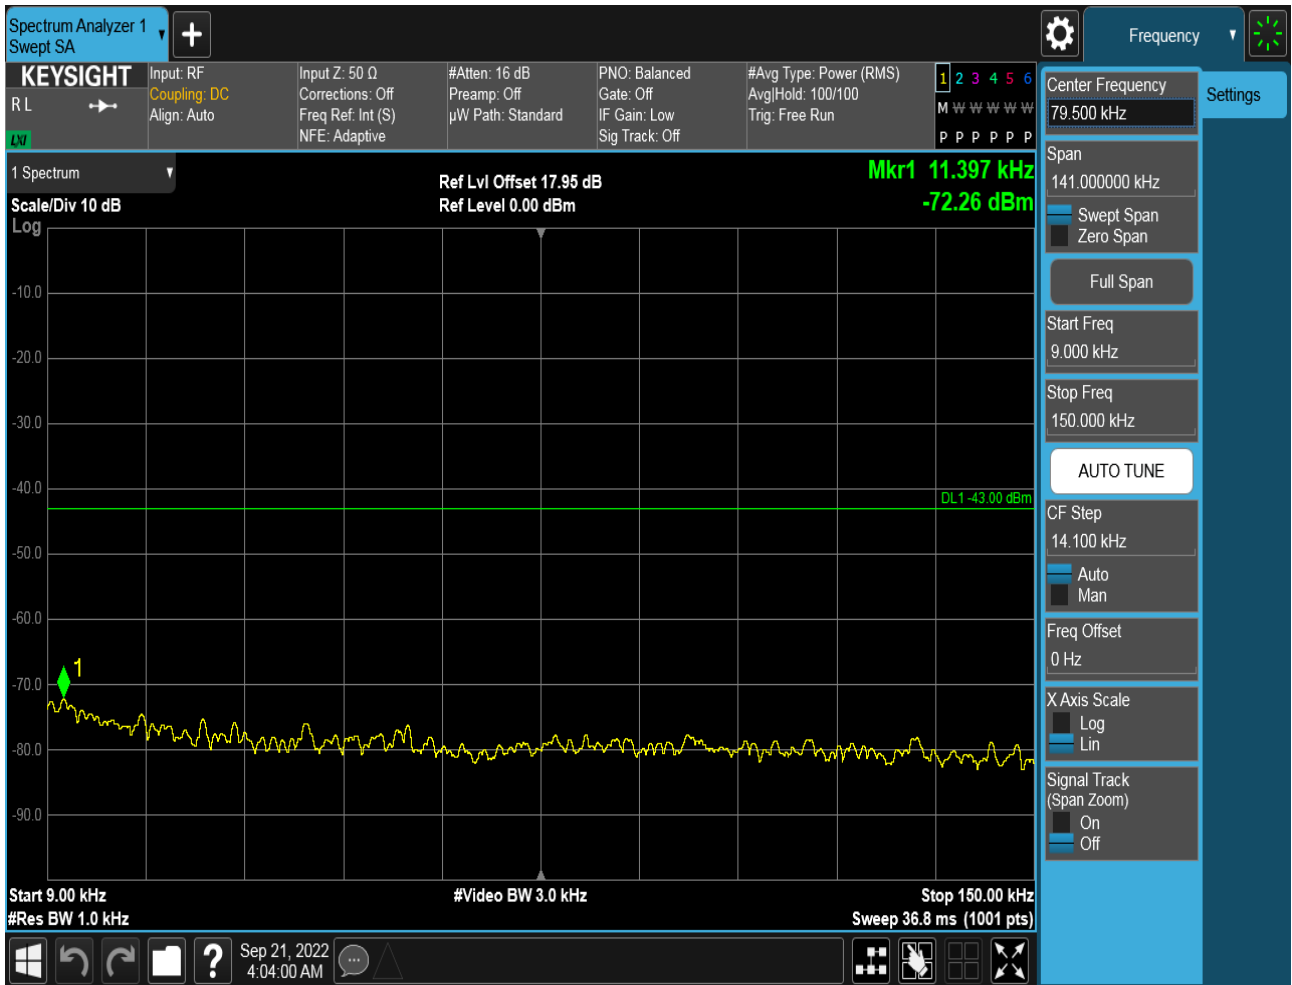 Spectrum Analyzer 1
Swept SA
Frequency
KEYSIGHT
R L
LXI
Input: RF
Coupling: DC
Align: Auto
Input Z: 50 Ω
Corrections: Off
Freq Ref: Int (S)
NFE: Adaptive
#Atten: 16 dB
Preamp: Off
µW Path: Standard
PNO: Balanced
Gate: Off
IF Gain: Low
Sig Track: Off
#Avg Type: Power (RMS)
Avg|Hold: 100/100
Trig: Free Run
1 2 3 4 5 6
M W W W W W
P P P P P P
1 Spectrum
Scale/Div 10 dB
Log
Ref Lvl Offset 17.95 dB
Ref Level 0.00 dBm
Mkr1 11.397 kHz
-72.26 dBm
-10.0
-20.0
-30.0
-40.0
DL1 -43.00 dBm
-50.0
-60.0
1
-70.0
-80.0
-90.0
Start 9.00 kHz
#Video BW 3.0 kHz
Stop 150.00 kHz
#Res BW 1.0 kHz
Sweep 36.8 ms (1001 pts)
?
Sep 21, 2022
4:04:00 AM
Center Frequency
79.500 kHz
Settings
Span
141.000000 kHz
Swept Span
Zero Span
Full Span
Start Freq
9.000 kHz
Stop Freq
150.000 kHz
AUTO TUNE
CF Step
14.100 kHz
Auto
Man
Freq Offset
0 Hz
X Axis Scale
Log
Lin
Signal Track
(Span Zoom)
On
Off